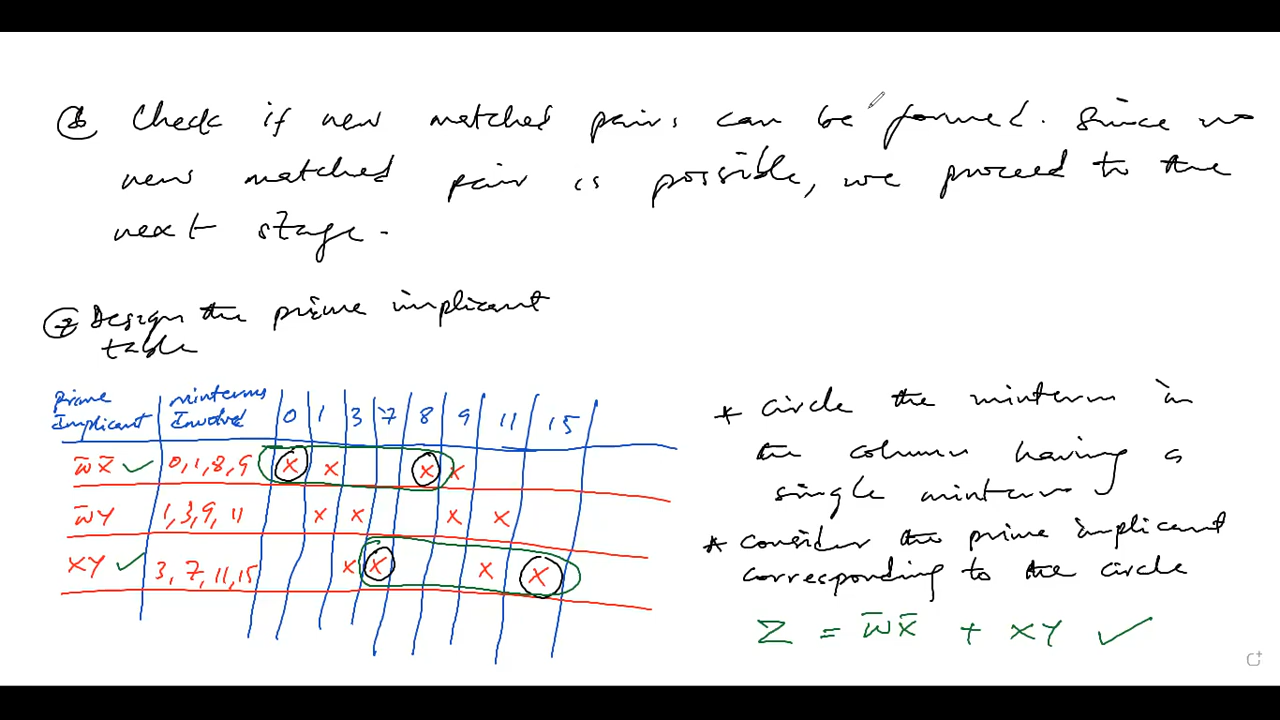 ⑥ Check if new matched pairs can be formed. Since no
new matched pair is possible, we proceed to the
next stage.
⑦ Design the prime implicant
table
prime Implicant | minterms Involved | 0 | 1 | 3 | 7 | 8 | 9 | 11 | 15
w̅x̅ ✓ | 0,1,8,9 | x | x | | | x | x | |
w̅Y | 1,3,9,11 | | x | x | | | x | x |
XY ✓ | 3,7,11,15 | | | x | x | | | x | x
* circle the minterm in
the column having a
single minterm
* consider the prime implicant
corresponding to the circle
Z = w̅x̅ + XY ✓